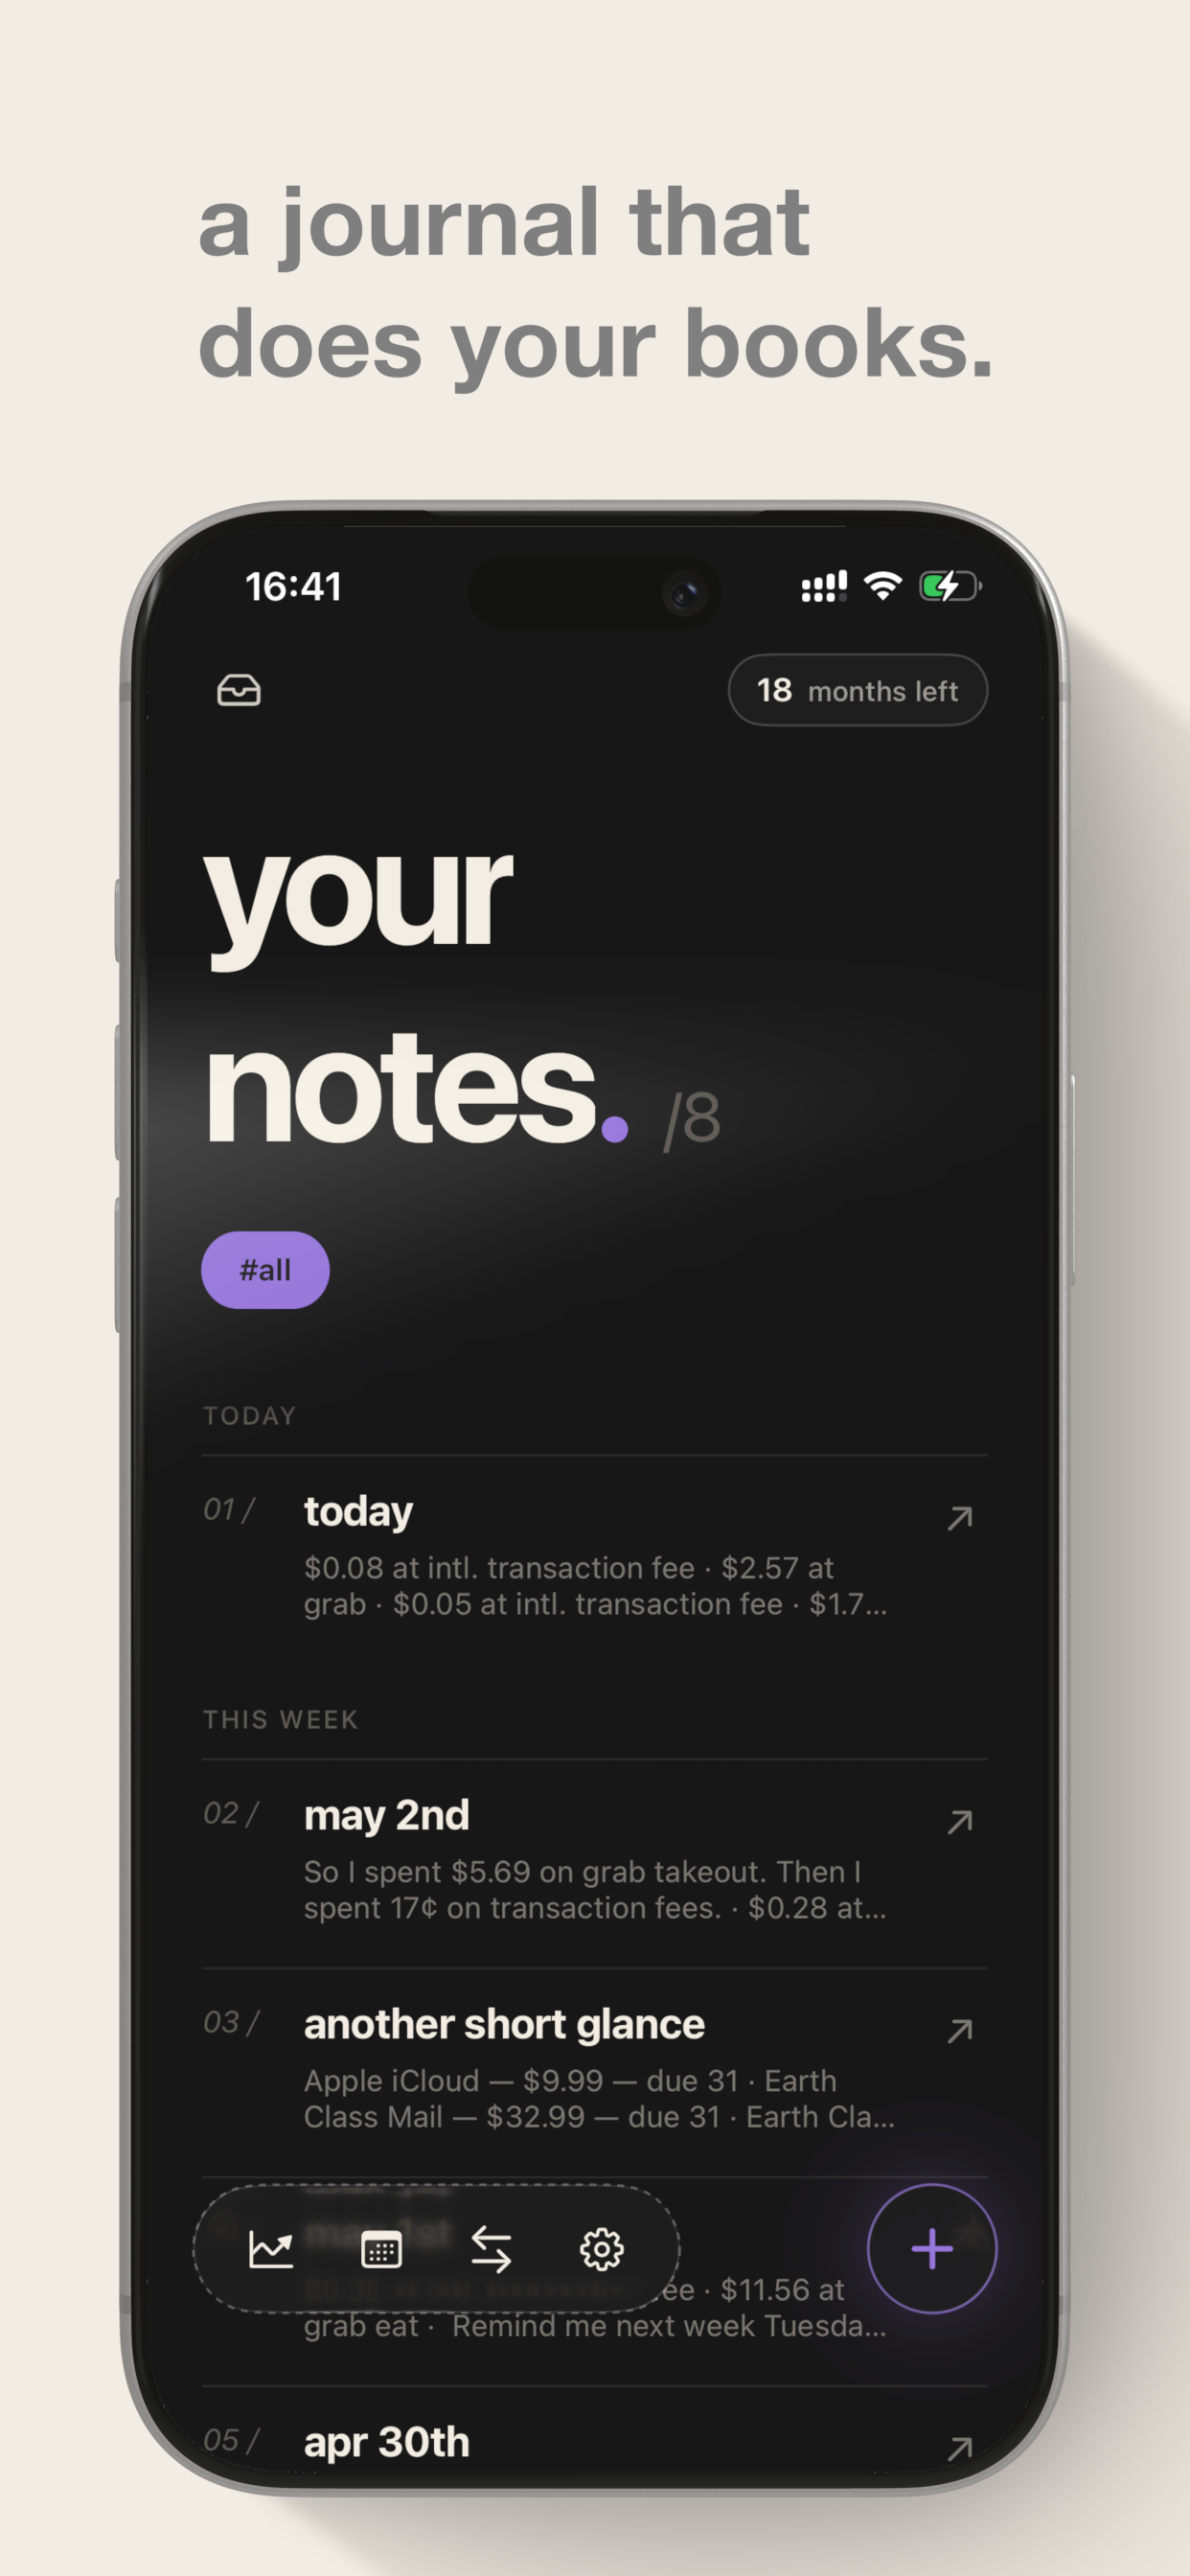 a journal that
does your books.
16:41
18 months left
your
notes. /8
#all
TODAY
01 / today
$0.08 at intl. transaction fee · $2.57 at
grab · $0.05 at intl. transaction fee · $1.7...
THIS WEEK
02 / may 2nd
So I spent $5.69 on grab takeout. Then I
spent 17¢ on transaction fees. · $0.28 at...
03 / another short glance
Apple iCloud — $9.99 — due 31 · Earth
Class Mail — $32.99 — due 31 · Earth Cla...
may 1st
· $11.56 at
grab eat · Remind me next week Tuesda...
05 / apr 30th